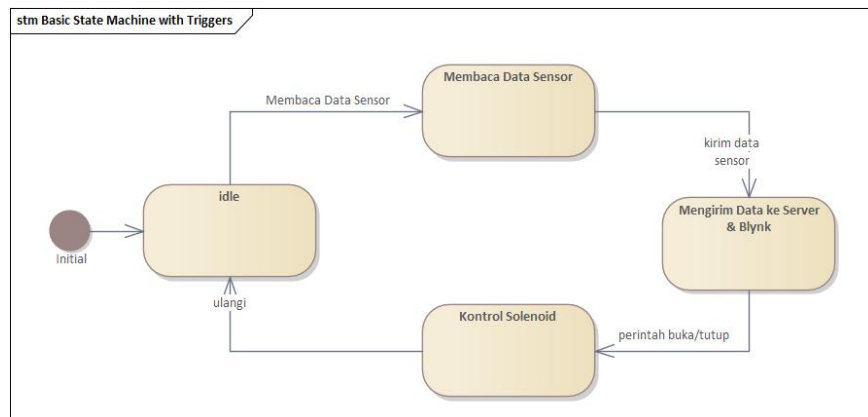 stm Basic State Machine with Triggers
Membaca Data Sensor
Membaca Data Sensor
kirim data
sensor
idle
Mengirim Data ke Server
& Blynk
Initial
ulangi
Kontrol Solenoid
perintah buka/tutup